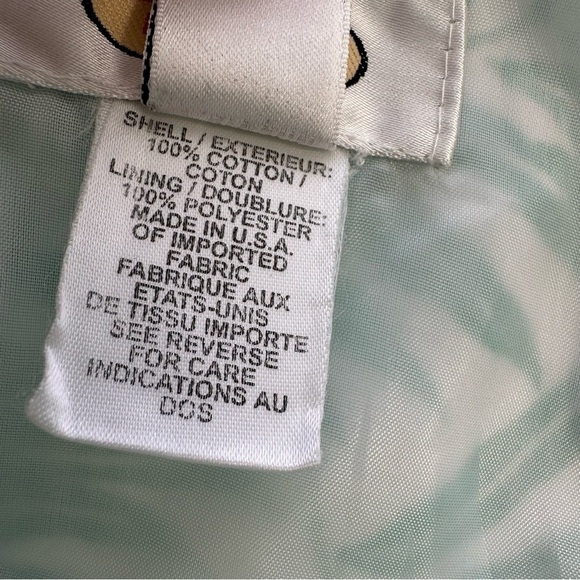 SHELL / EXTERIEUR:
100% COTTON /
COTON
LINING / DOUBLURE:
100% POLYESTER
MADE IN U.S.A.
OF IMPORTED
FABRIC
FABRIQUE AUX
ETATS-UNIS
DE TISSU IMPORTE
SEE REVERSE
FOR CARE
INDICATIONS AU
DOS